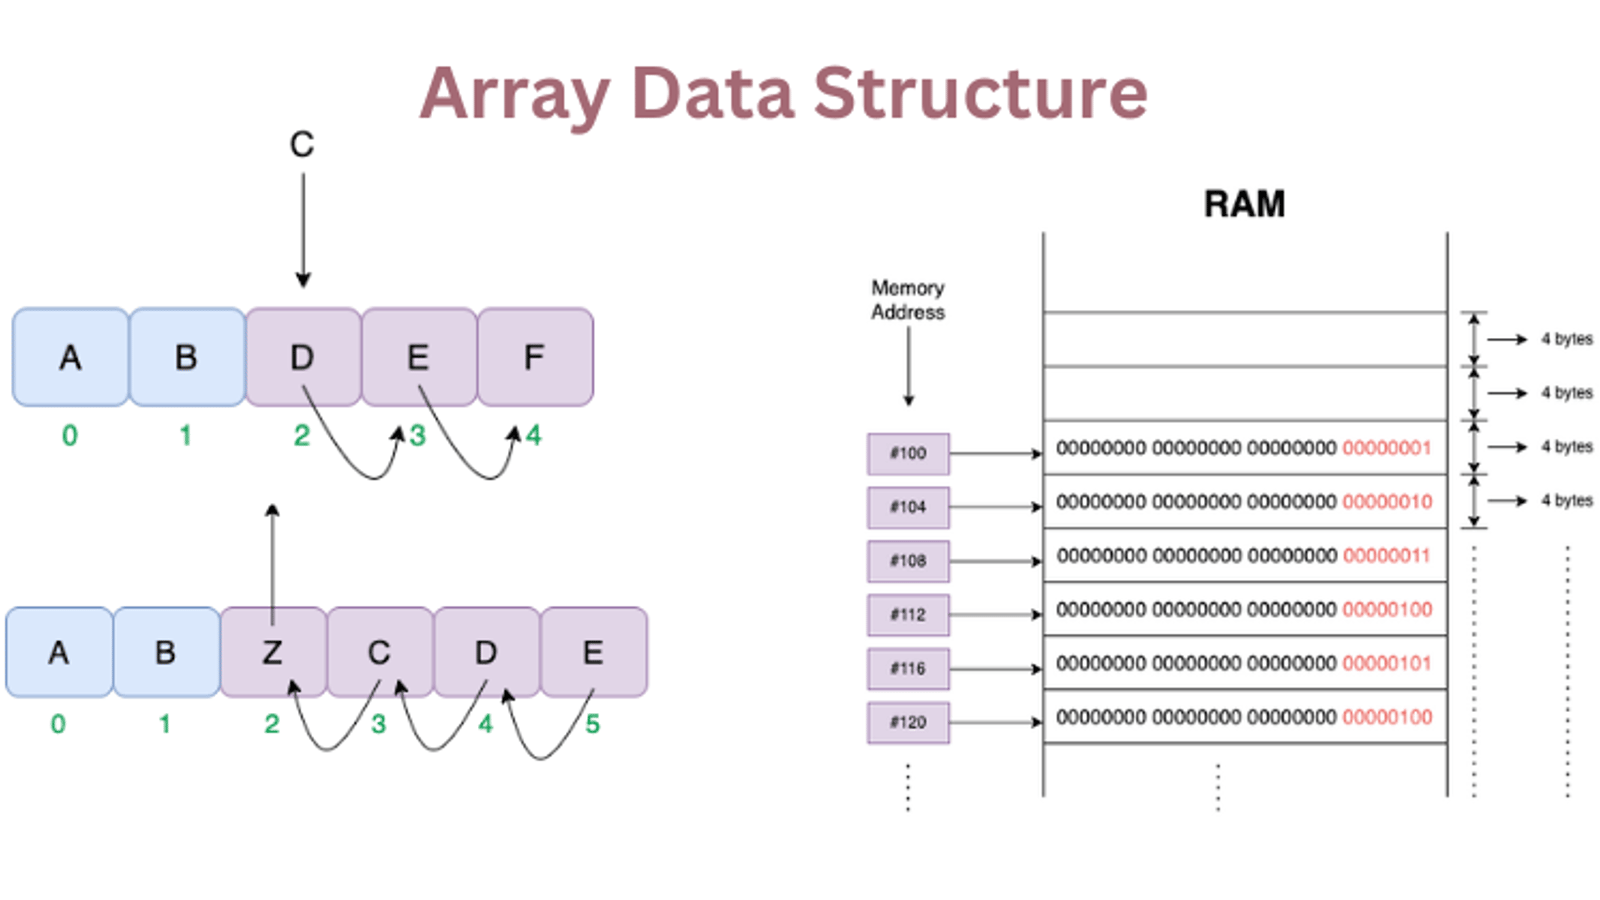 Array Data Structure
C
A B D E F
0 1 2 3 4
A B Z C D E
0 1 2 3 4 5
RAM
Memory
Address
4 bytes
4 bytes
#100 00000000 00000000 00000000 00000001 4 bytes
#104 00000000 00000000 00000000 00000010 4 bytes
#108 00000000 00000000 00000000 00000011
#112 00000000 00000000 00000000 00000100
#116 00000000 00000000 00000000 00000101
#120 00000000 00000000 00000000 00000100